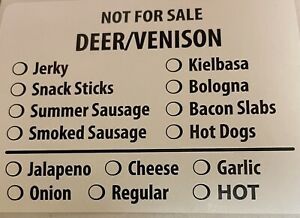 NOT FOR SALE
DEER/VENISON
Jerky
Snack Sticks
Summer Sausage
Smoked Sausage
Kielbasa
Bologna
Bacon Slabs
Hot Dogs
Jalapeno Cheese Garlic
Onion Regular HOT